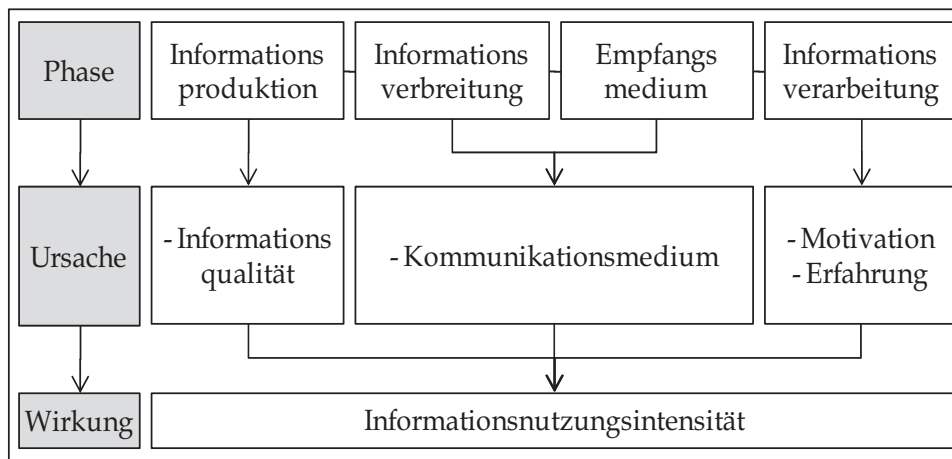 Phase
Informations
produktion
Informations
verbreitung
Empfangs
medium
Informations
verarbeitung
Ursache
- Informations
qualität
- Kommunikationsmedium
- Motivation
- Erfahrung
Wirkung
Informationsnutzungsintensität